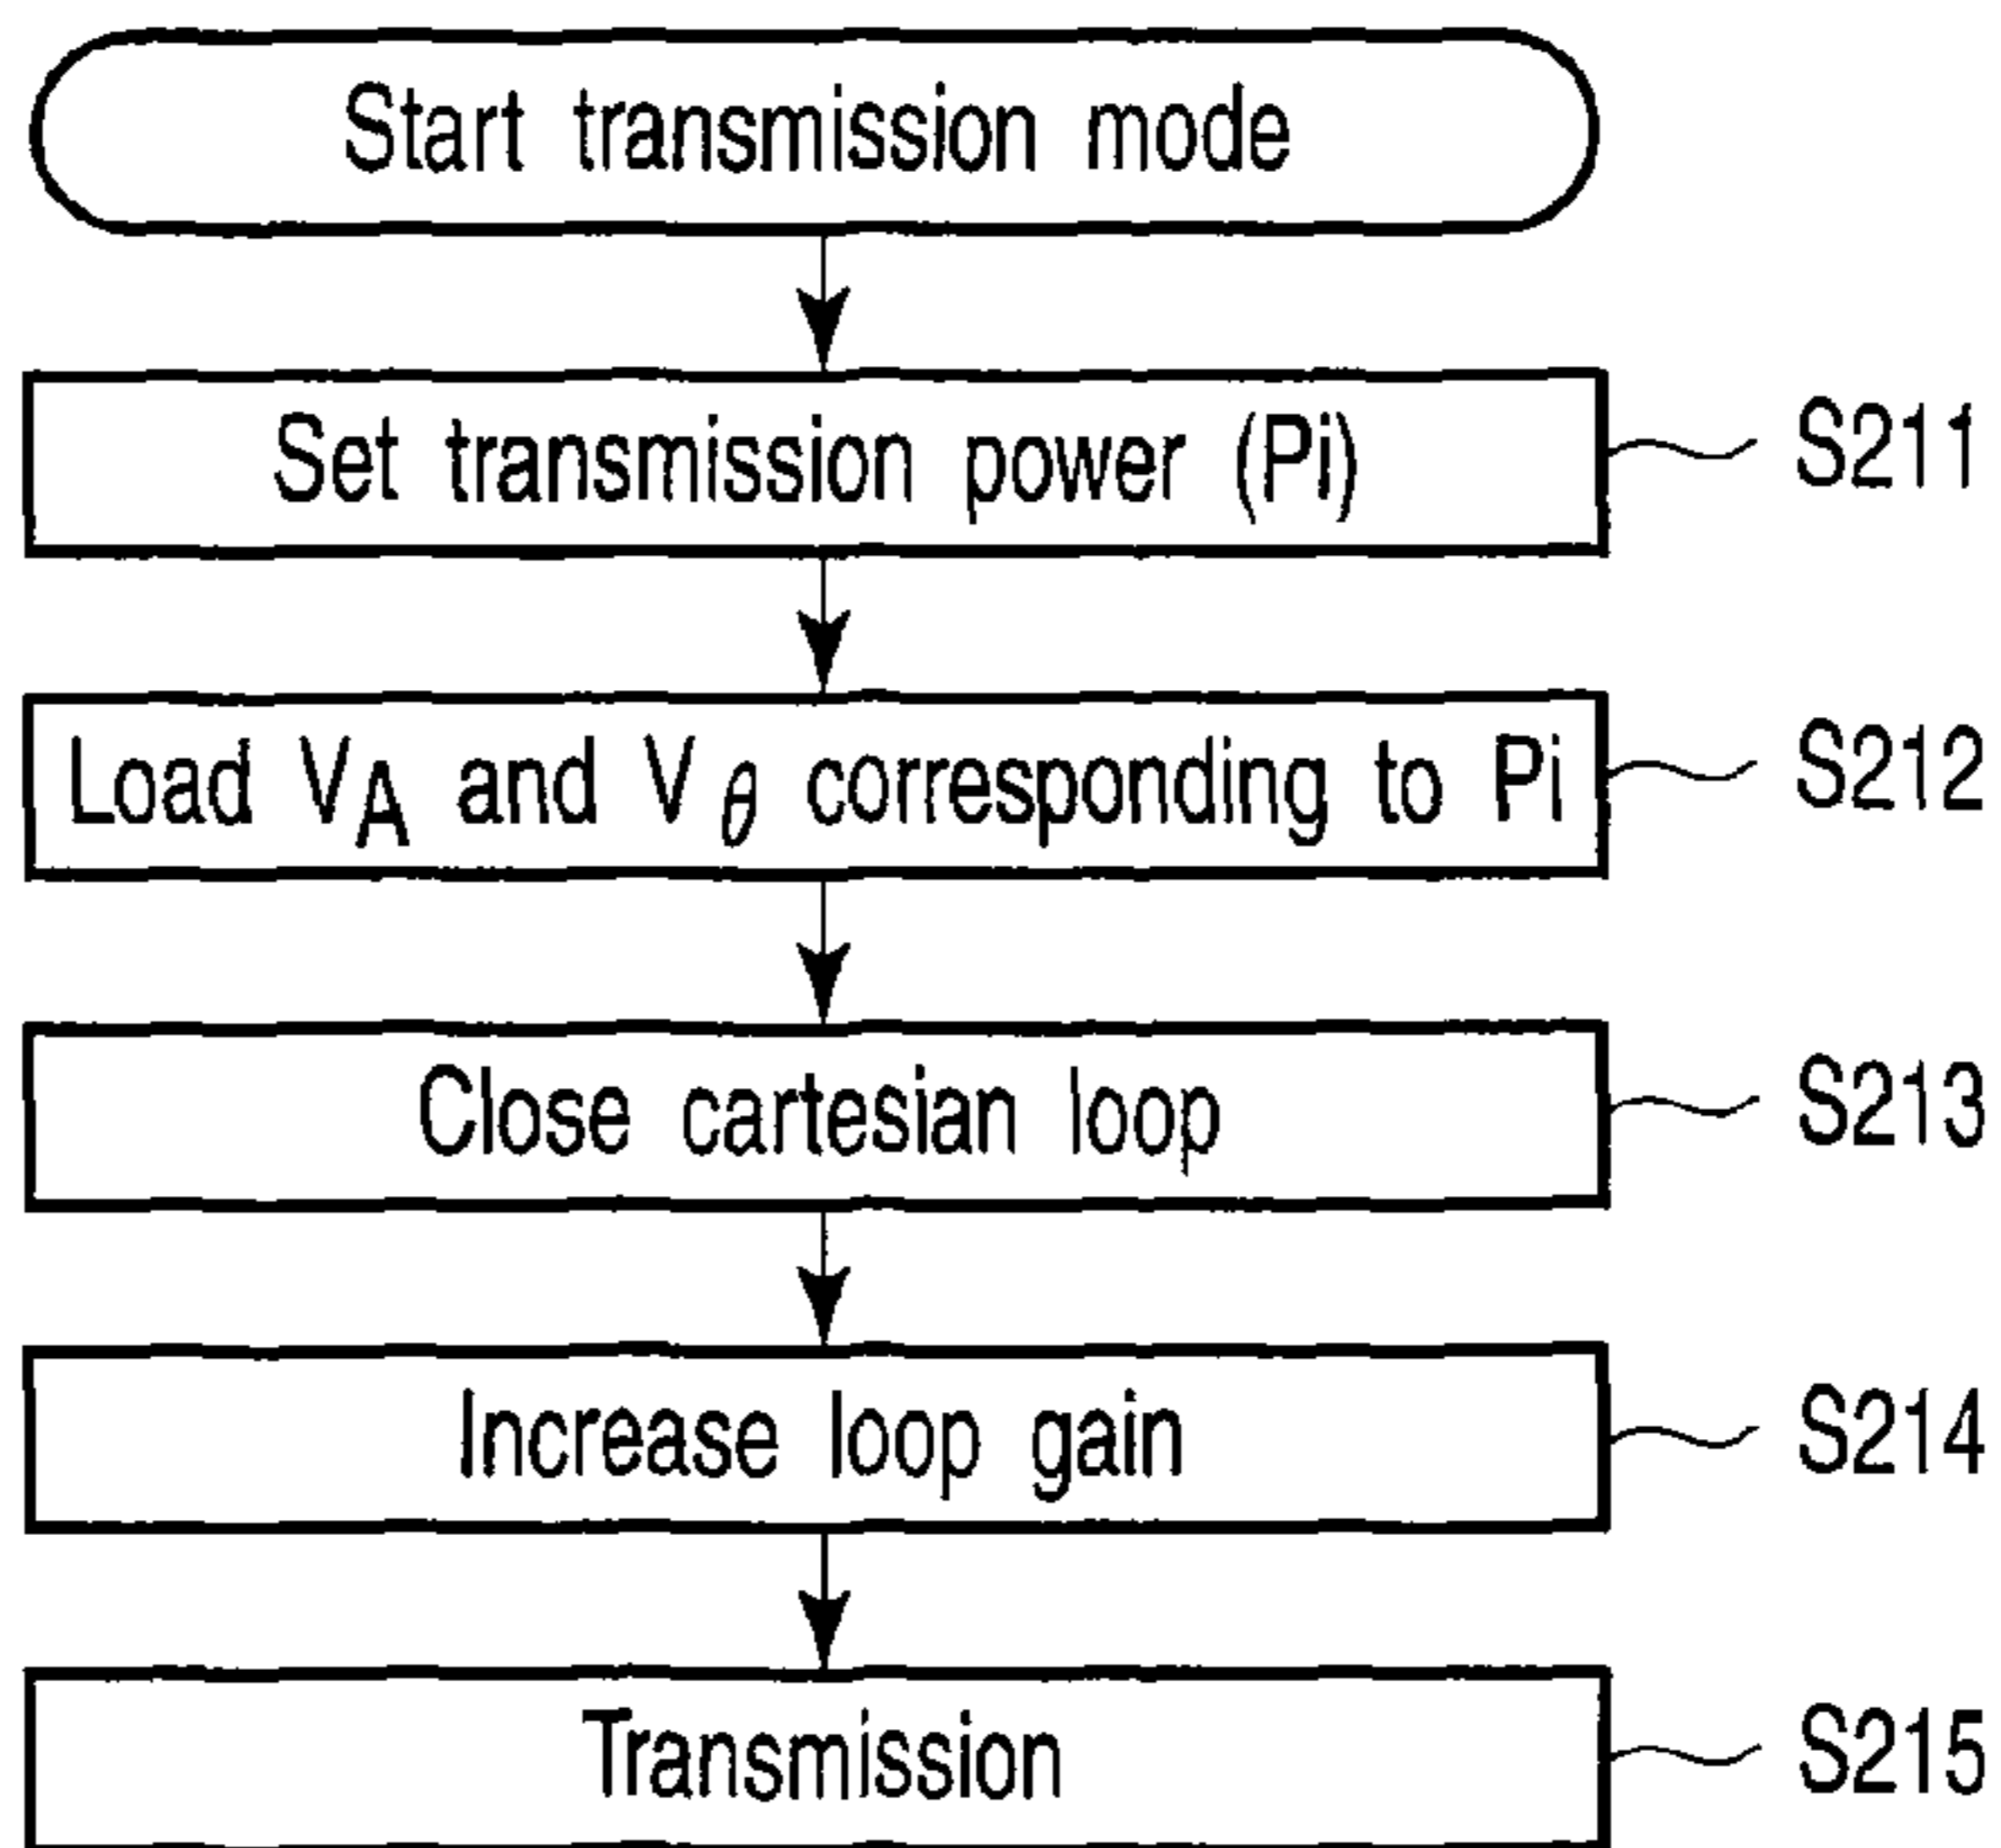 Start transmission mode
Set transmission power (Pi)
S211
Load VA and Vθ corresponding to Pi
S212
Close cartesian loop
S213
Increase loop gain
S214
Transmission
S215